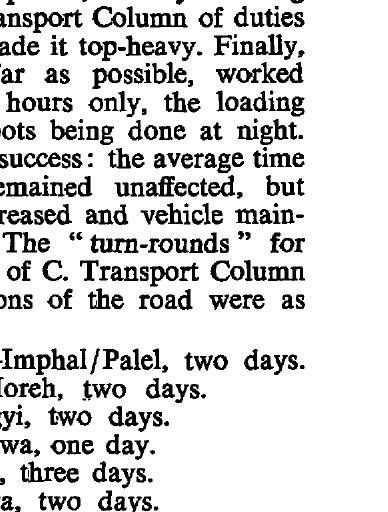 ansport Column of duties
ade it top-heavy. Finally,
ar as possible, worked
hours only, the loading
ots being done at night.
success: the average time
emained unaffected, but
reased and vehicle main-
The "turn-rounds" for
of C. Transport Column
ons of the road were as
-Imphal/Palel, two days.
oreh, two days.
gyi, two days.
wa, one day.
, three days.
a, two days.